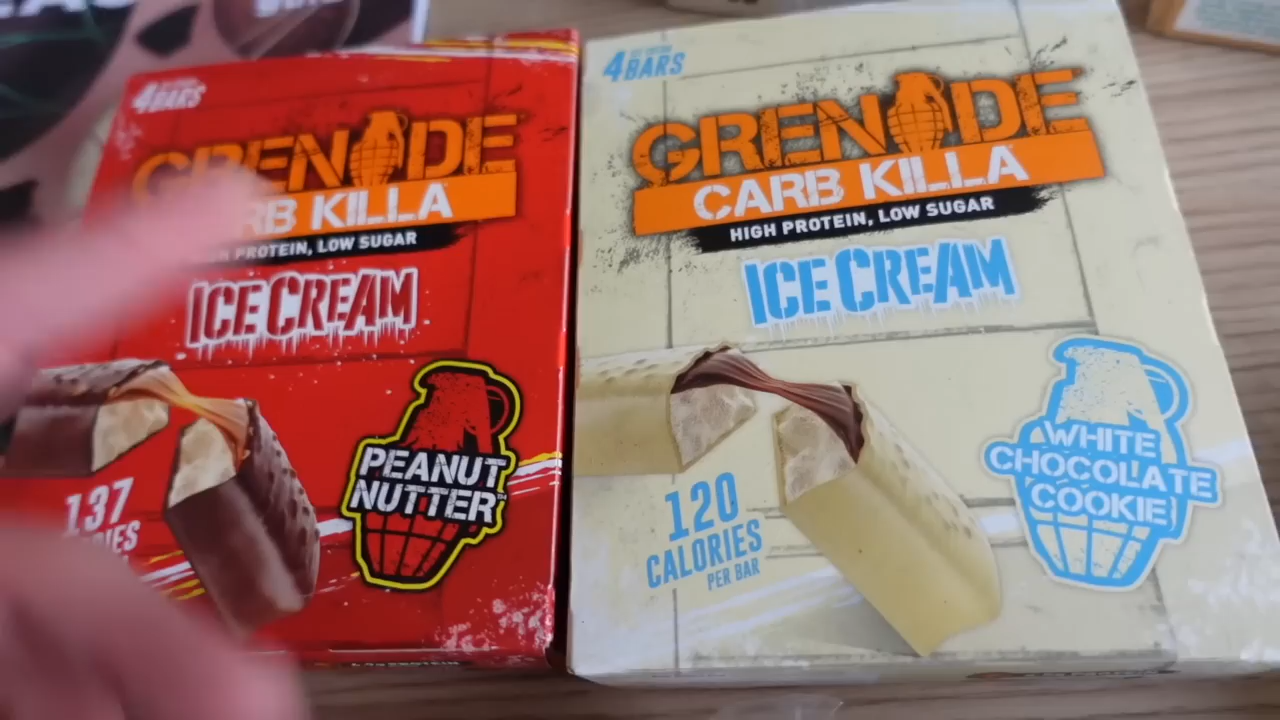 4 BARS
GRENADE
CARB KILLA
HIGH PROTEIN, LOW SUGAR
ICE CREAM
PEANUT
NUTTER
137
4 BARS
GRENADE
CARB KILLA
HIGH PROTEIN, LOW SUGAR
ICE CREAM
WHITE
CHOCOLATE
COOKIE
120
CALORIES
PER BAR